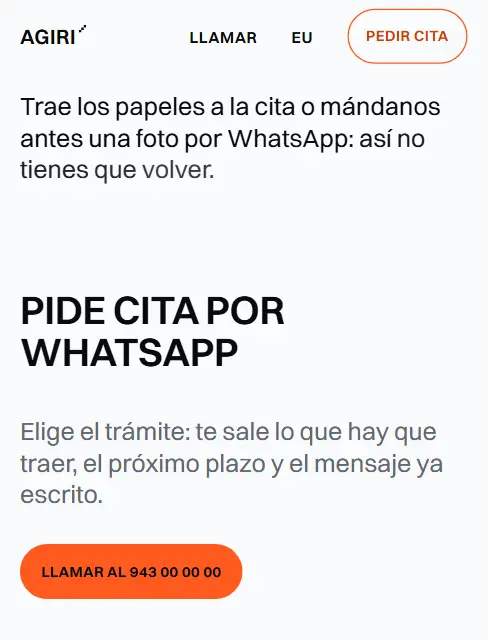 AGIRI
LLAMAR
EU
PEDIR CITA
Trae los papeles a la cita o mándanos
antes una foto por WhatsApp: así no
tienes que volver.
PIDE CITA POR
WHATSAPP
Elige el trámite: te sale lo que hay que
traer, el próximo plazo y el mensaje ya
escrito.
LLAMAR AL 943 00 00 00